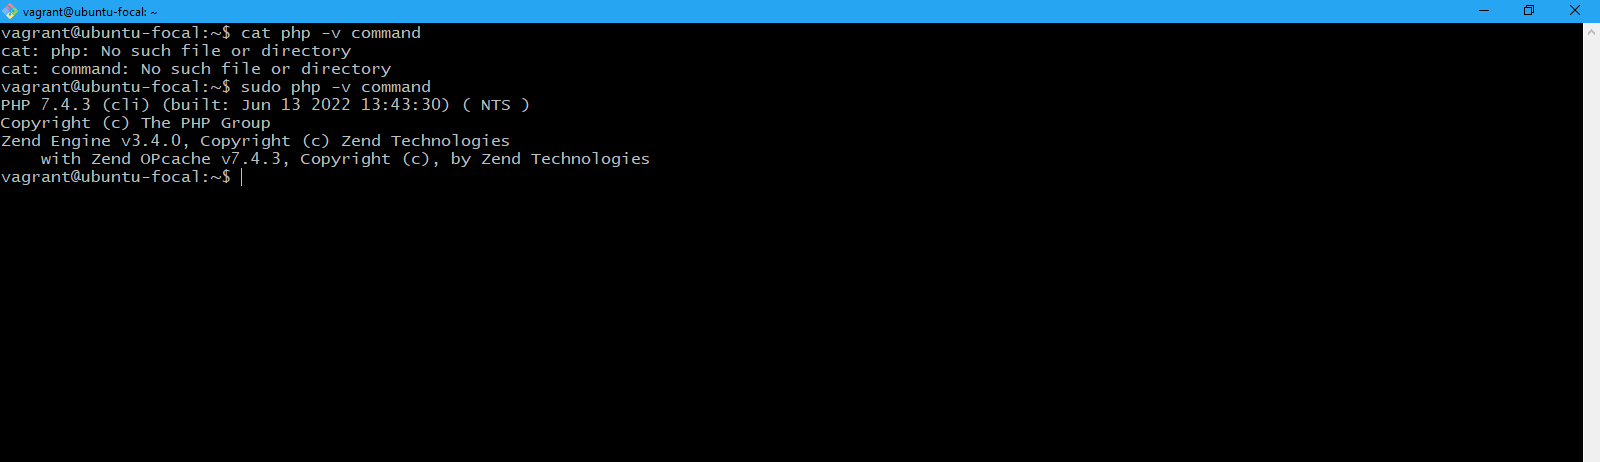 vagrant@ubuntu-focal: ~
vagrant@ubuntu-focal:~$ cat php -v command
cat: php: No such file or directory
cat: command: No such file or directory
vagrant@ubuntu-focal:~$ sudo php -v command
PHP 7.4.3 (cli) (built: Jun 13 2022 13:43:30) ( NTS )
Copyright (c) The PHP Group
Zend Engine v3.4.0, Copyright (c) Zend Technologies
    with Zend OPcache v7.4.3, Copyright (c), by Zend Technologies
vagrant@ubuntu-focal:~$